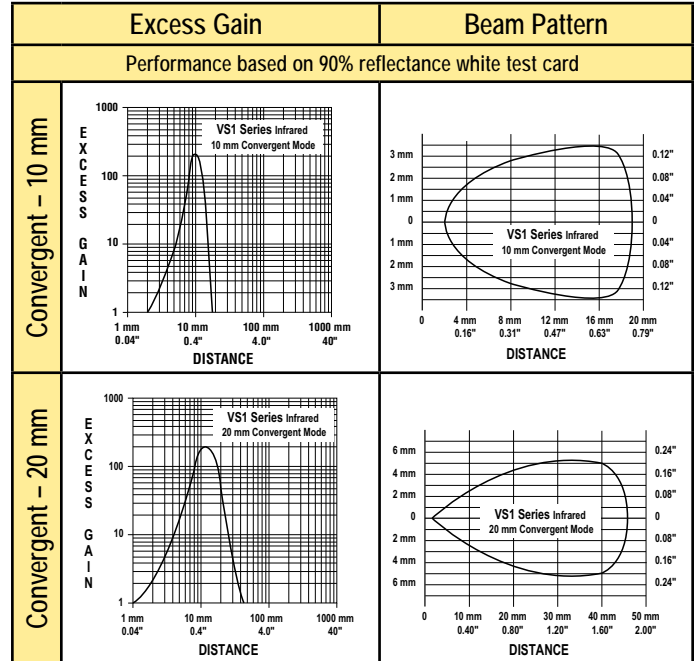 Excess Gain
Beam Pattern
Performance based on 90% reflectance white test card
Convergent – 10 mm
EXCESS GAIN
1000
100
10
1
VS1 Series Infrared
10 mm Convergent Mode
1 mm 10 mm 100 mm 1000 mm
0.04" 0.4" 4.0" 40"
DISTANCE
3 mm
2 mm
1 mm
0
1 mm
2 mm
3 mm
VS1 Series Infrared
10 mm Convergent Mode
0.12"
0.08"
0.04"
0
0.04"
0.08"
0.12"
0 4 mm 8 mm 12 mm 16 mm 20 mm
0.16" 0.31" 0.47" 0.63" 0.79"
DISTANCE
Convergent – 20 mm
EXCESS GAIN
1000
100
10
1
VS1 Series Infrared
20 mm Convergent Mode
1 mm 10 mm 100 mm 1000 mm
0.04" 0.4" 4.0" 40"
DISTANCE
6 mm
4 mm
2 mm
0
2 mm
4 mm
6 mm
VS1 Series Infrared
20 mm Convergent Mode
0.24"
0.16"
0.08"
0
0.08"
0.16"
0.24"
0 10 mm 20 mm 30 mm 40 mm 50 mm
0.40" 0.80" 1.20" 1.60" 2.00"
DISTANCE